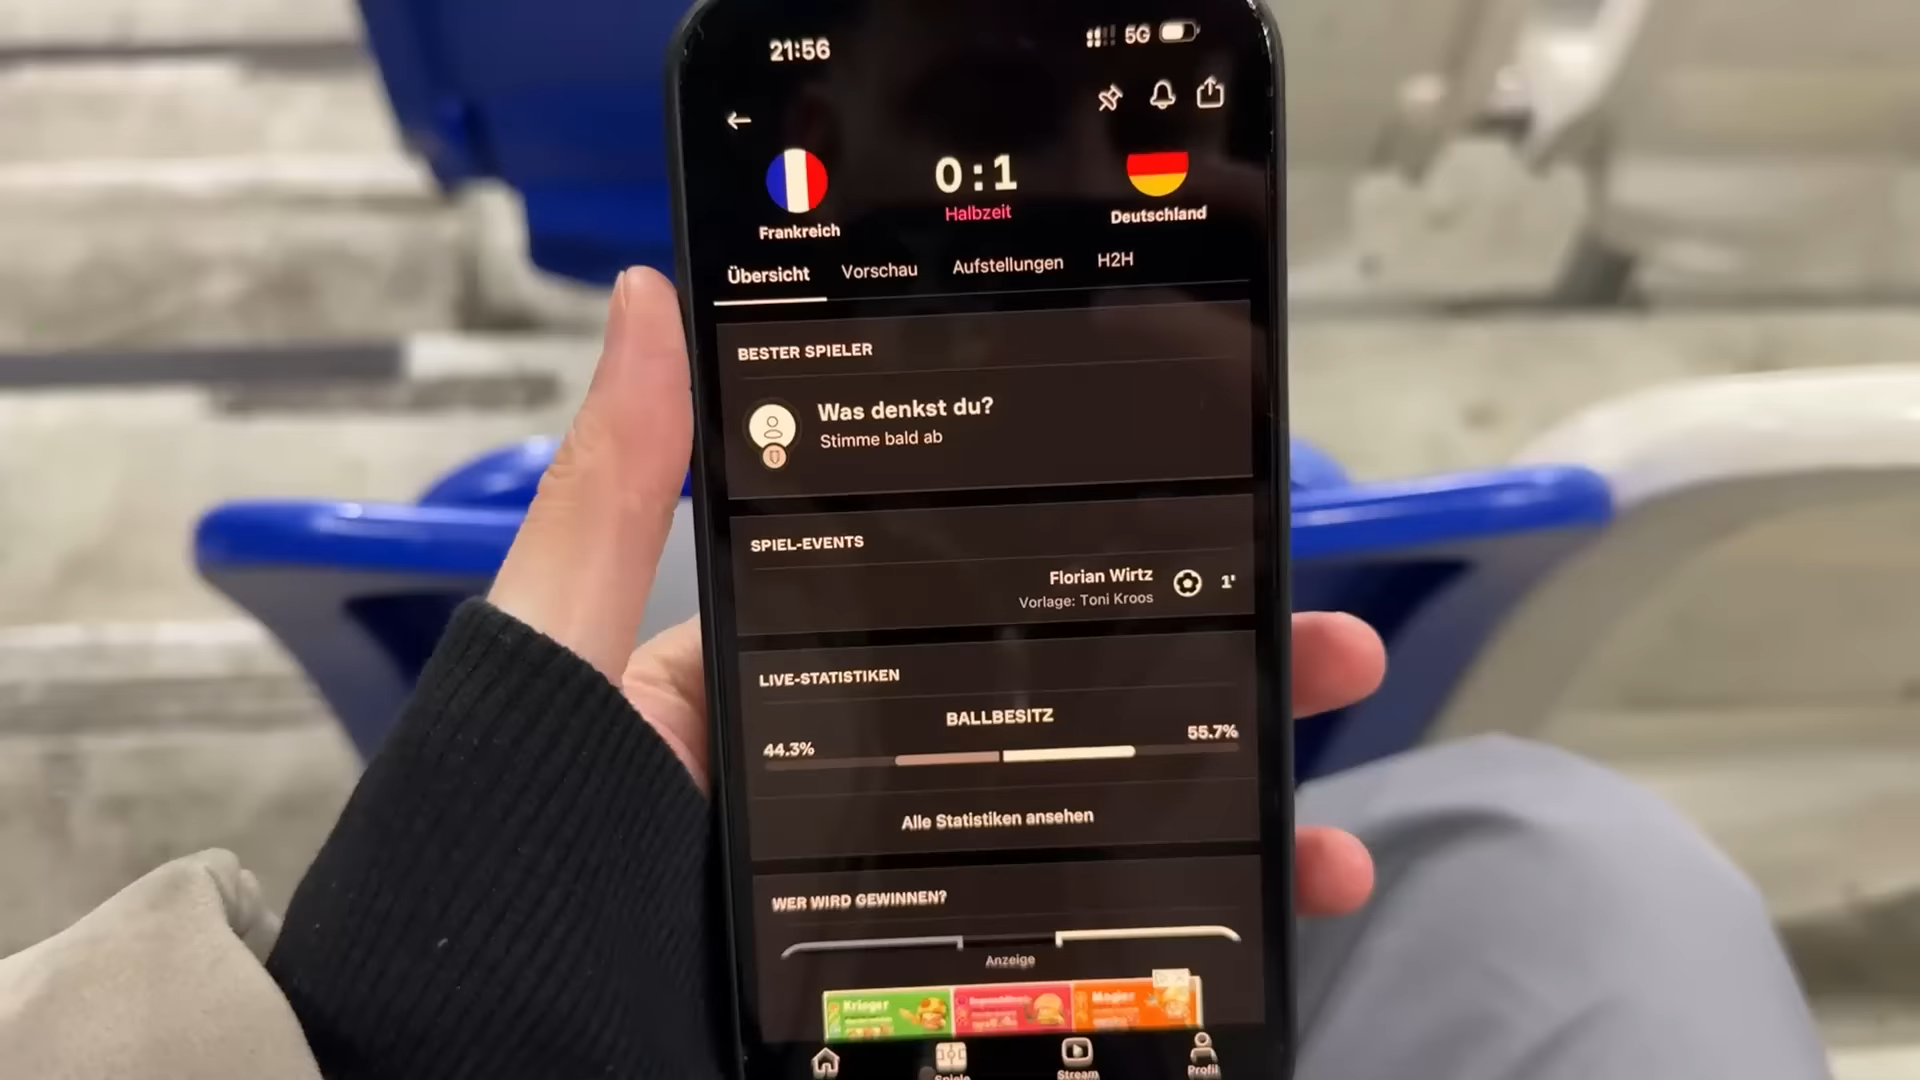 21:56
5G
0 : 1
Halbzeit
Frankreich
Deutschland
Übersicht
Vorschau
Aufstellungen
H2H
BESTER SPIELER
Was denkst du?
Stimme bald ab
SPIEL-EVENTS
Florian Wirtz
1'
Vorlage: Toni Kroos
LIVE-STATISTIKEN
BALLBESITZ
44.3%
55.7%
Alle Statistiken ansehen
WER WIRD GEWINNEN?
Anzeige
Krieger
Magier
Spiele
Stream
Profil